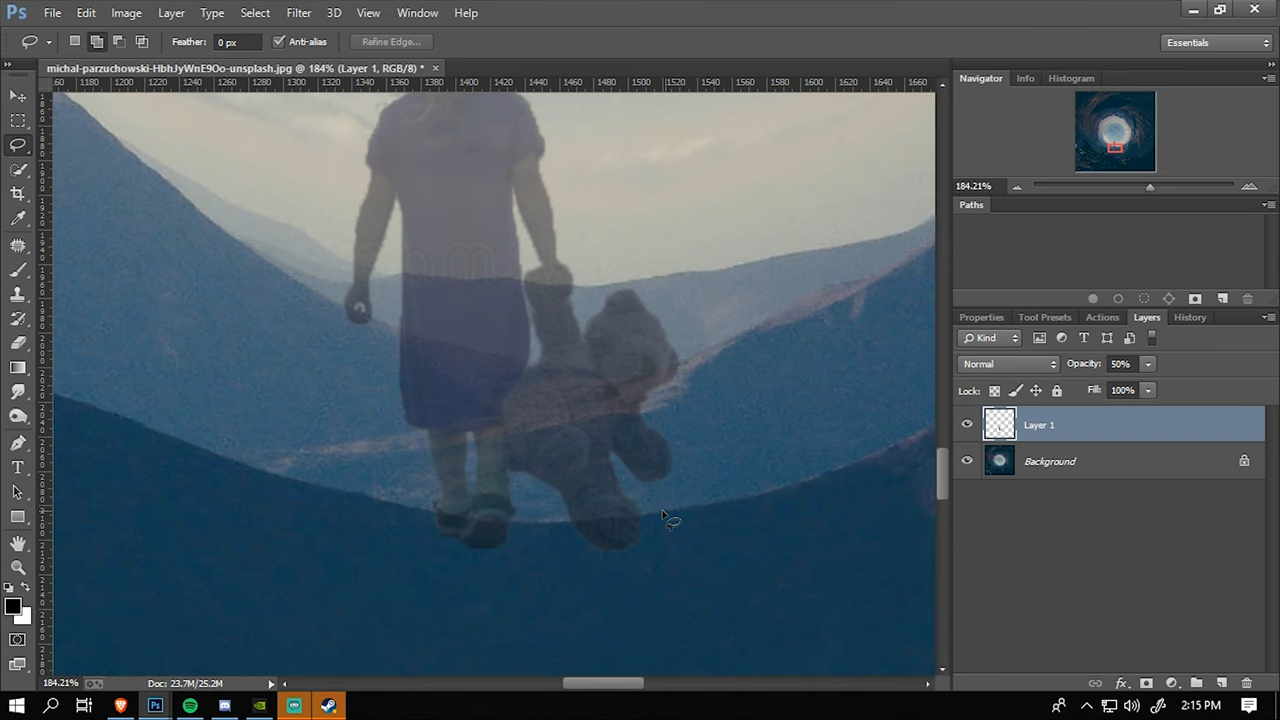 Ps File Edit Image Layer Type Select Filter 3D View Window Help
Feather: 0 px Anti-alias Refine Edge... Essentials
michal-parzuchowski-HbhJyWnE9Oo-unsplash.jpg @ 184% (Layer 1, RGB/8) *
60 1180 1200 1220 1240 1260 1280 1300 1320 1340 1360 1380 1400 1420 1440 1460 1480 1500 1520 1540 1560 1580 1600 1620 1640 1660
Navigator Info Histogram
184.21%
Paths
Properties Tool Presets Actions Layers History
Kind
Normal Opacity: 50%
Lock: Fill: 100%
Layer 1
Background
184.21% Doc: 23.7M/25.2M
2:15 PM